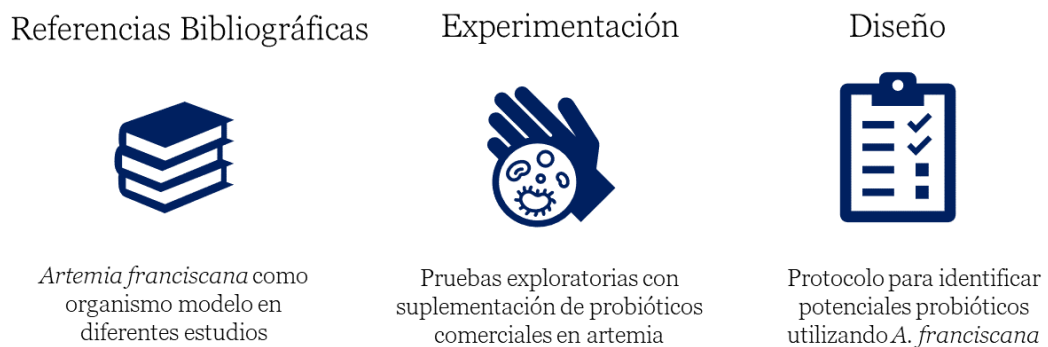 Referencias Bibliográficas
Experimentación
Diseño
Artemia franciscana como
organismo modelo en
diferentes estudios
Pruebas exploratorias con
suplementación de probióticos
comerciales en artemia
Protocolo para identificar
potenciales probióticos
utilizando A. franciscana